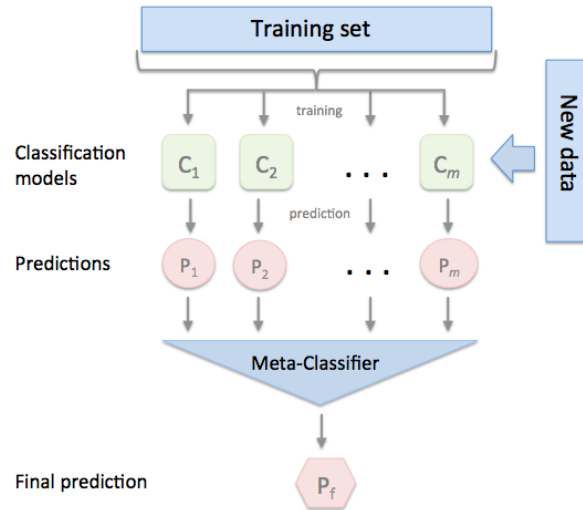 Training set
training
New data
Classification
models
C1
C2
. . .
Cm
prediction
Predictions
P1
P2
. . .
Pm
Meta-Classifier
Final prediction
Pf